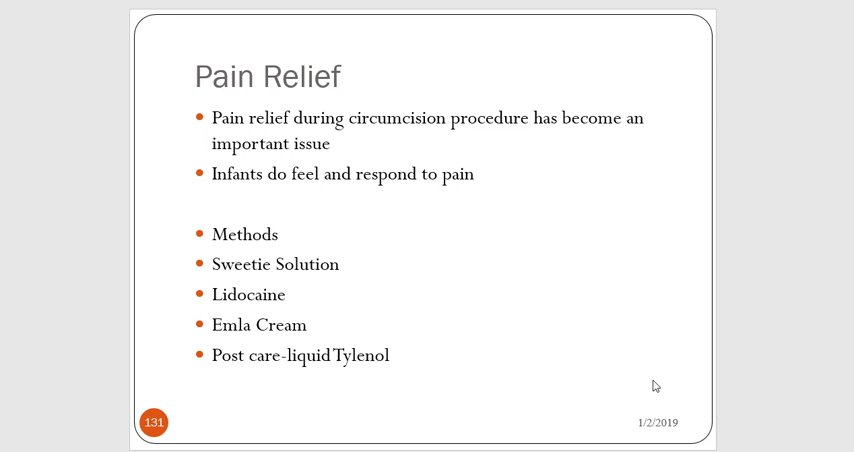 Pain Relief
Pain relief during circumcision procedure has become an
important issue
Infants do feel and respond to pain
Methods
Sweetie Solution
Lidocaine
Emla Cream
Post care-liquid Tylenol
131
1/2/2019